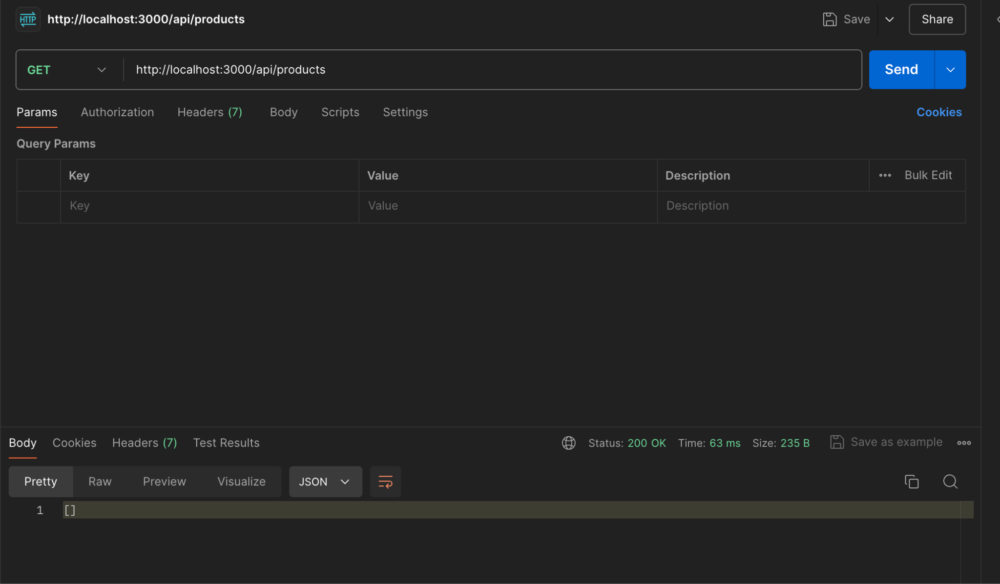 HTTP http://localhost:3000/api/products Save Share
GET http://localhost:3000/api/products Send
Params Authorization Headers (7) Body Scripts Settings Cookies
Query Params
Key Value Description Bulk Edit
Key Value Description
Body Cookies Headers (7) Test Results Status: 200 OK Time: 63 ms Size: 235 B Save as example
Pretty Raw Preview Visualize JSON
1 []